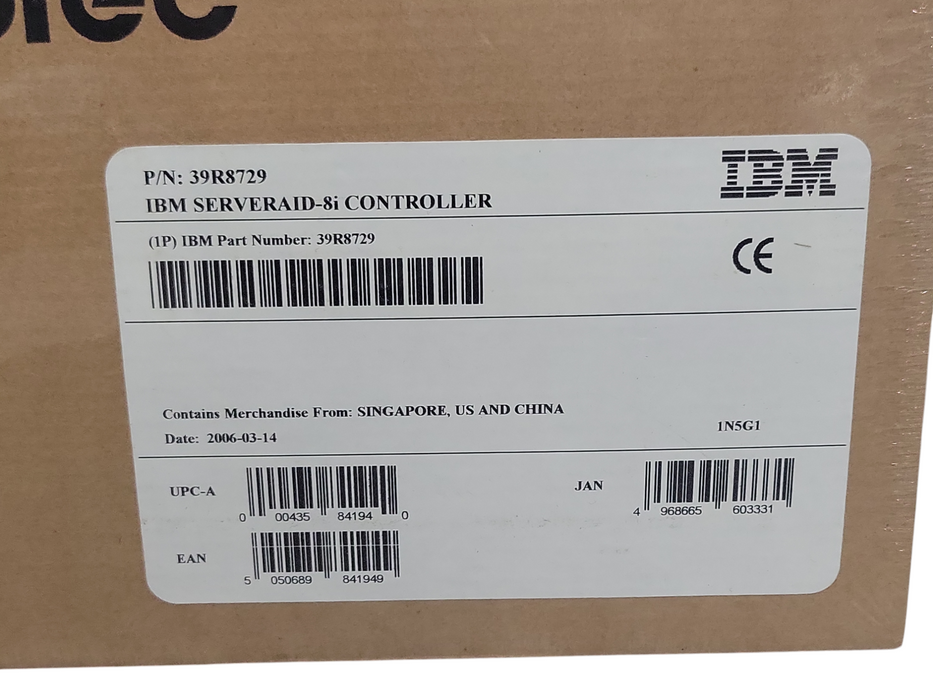 P/N: 39R8729
IBM
IBM SERVERAID-8i CONTROLLER
(1P) IBM Part Number: 39R8729
CE
Contains Merchandise From: SINGAPORE, US AND CHINA
1N5G1
Date: 2006-03-14
UPC-A
0 00435 84194 0
JAN
4 968665 603331
EAN
5 050689 841949